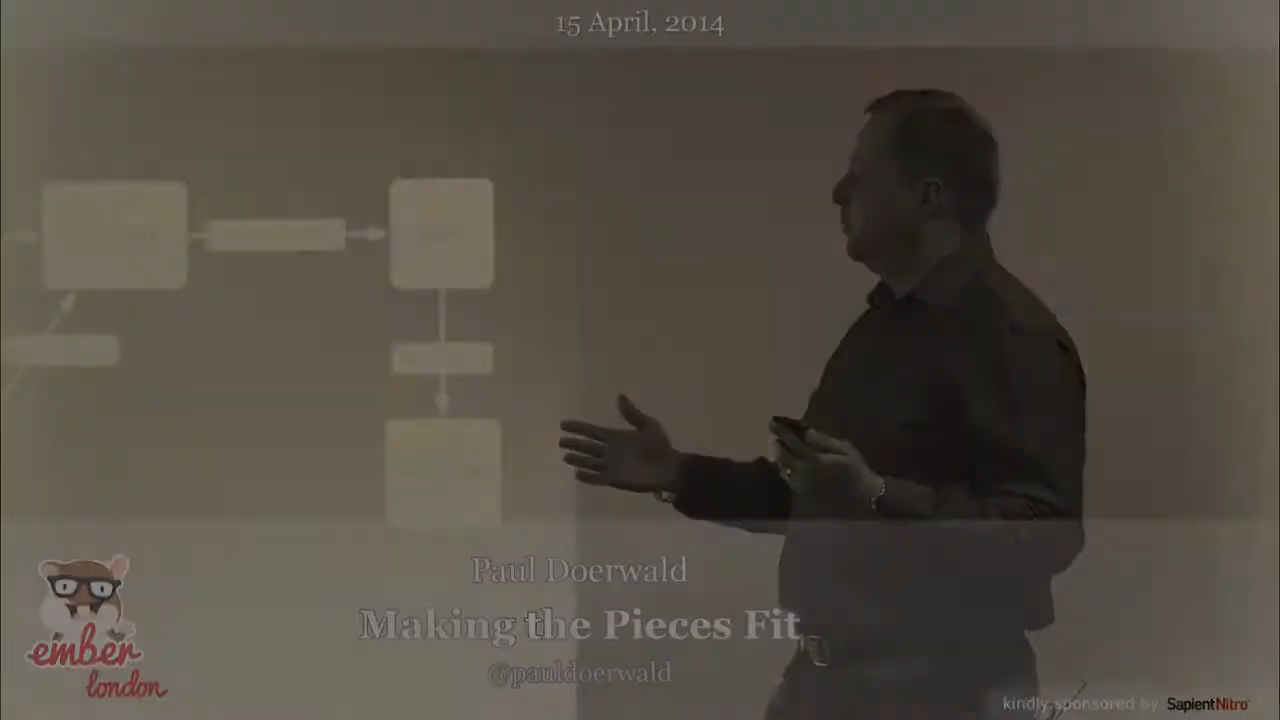 15 April, 2014
Paul Doerwald
Making the Pieces Fit
@pauldoerwald
ember
london
kindly sponsored by SapientNitro